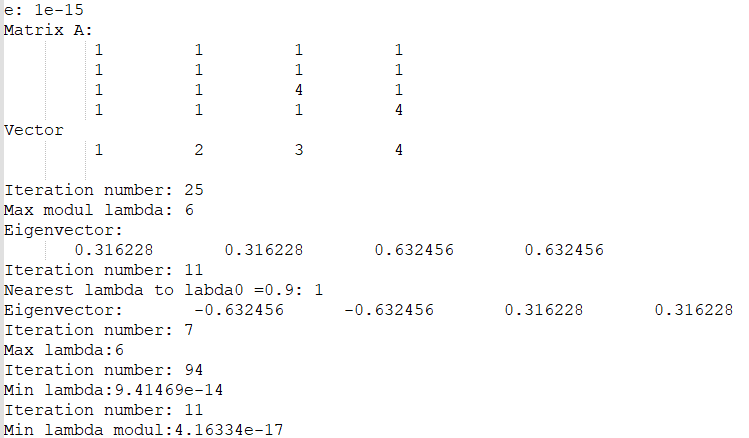 e: 1e-15
Matrix A:
1 1 1 1
1 1 1 1
1 1 4 1
1 1 1 4
Vector
1 2 3 4
Iteration number: 25
Max modul lambda: 6
Eigenvector:
0.316228 0.316228 0.632456 0.632456
Iteration number: 11
Nearest lambda to labda0 =0.9: 1
Eigenvector: -0.632456 -0.632456 0.316228 0.316228
Iteration number: 7
Max lambda:6
Iteration number: 94
Min lambda:9.41469e-14
Iteration number: 11
Min lambda modul:4.16334e-17